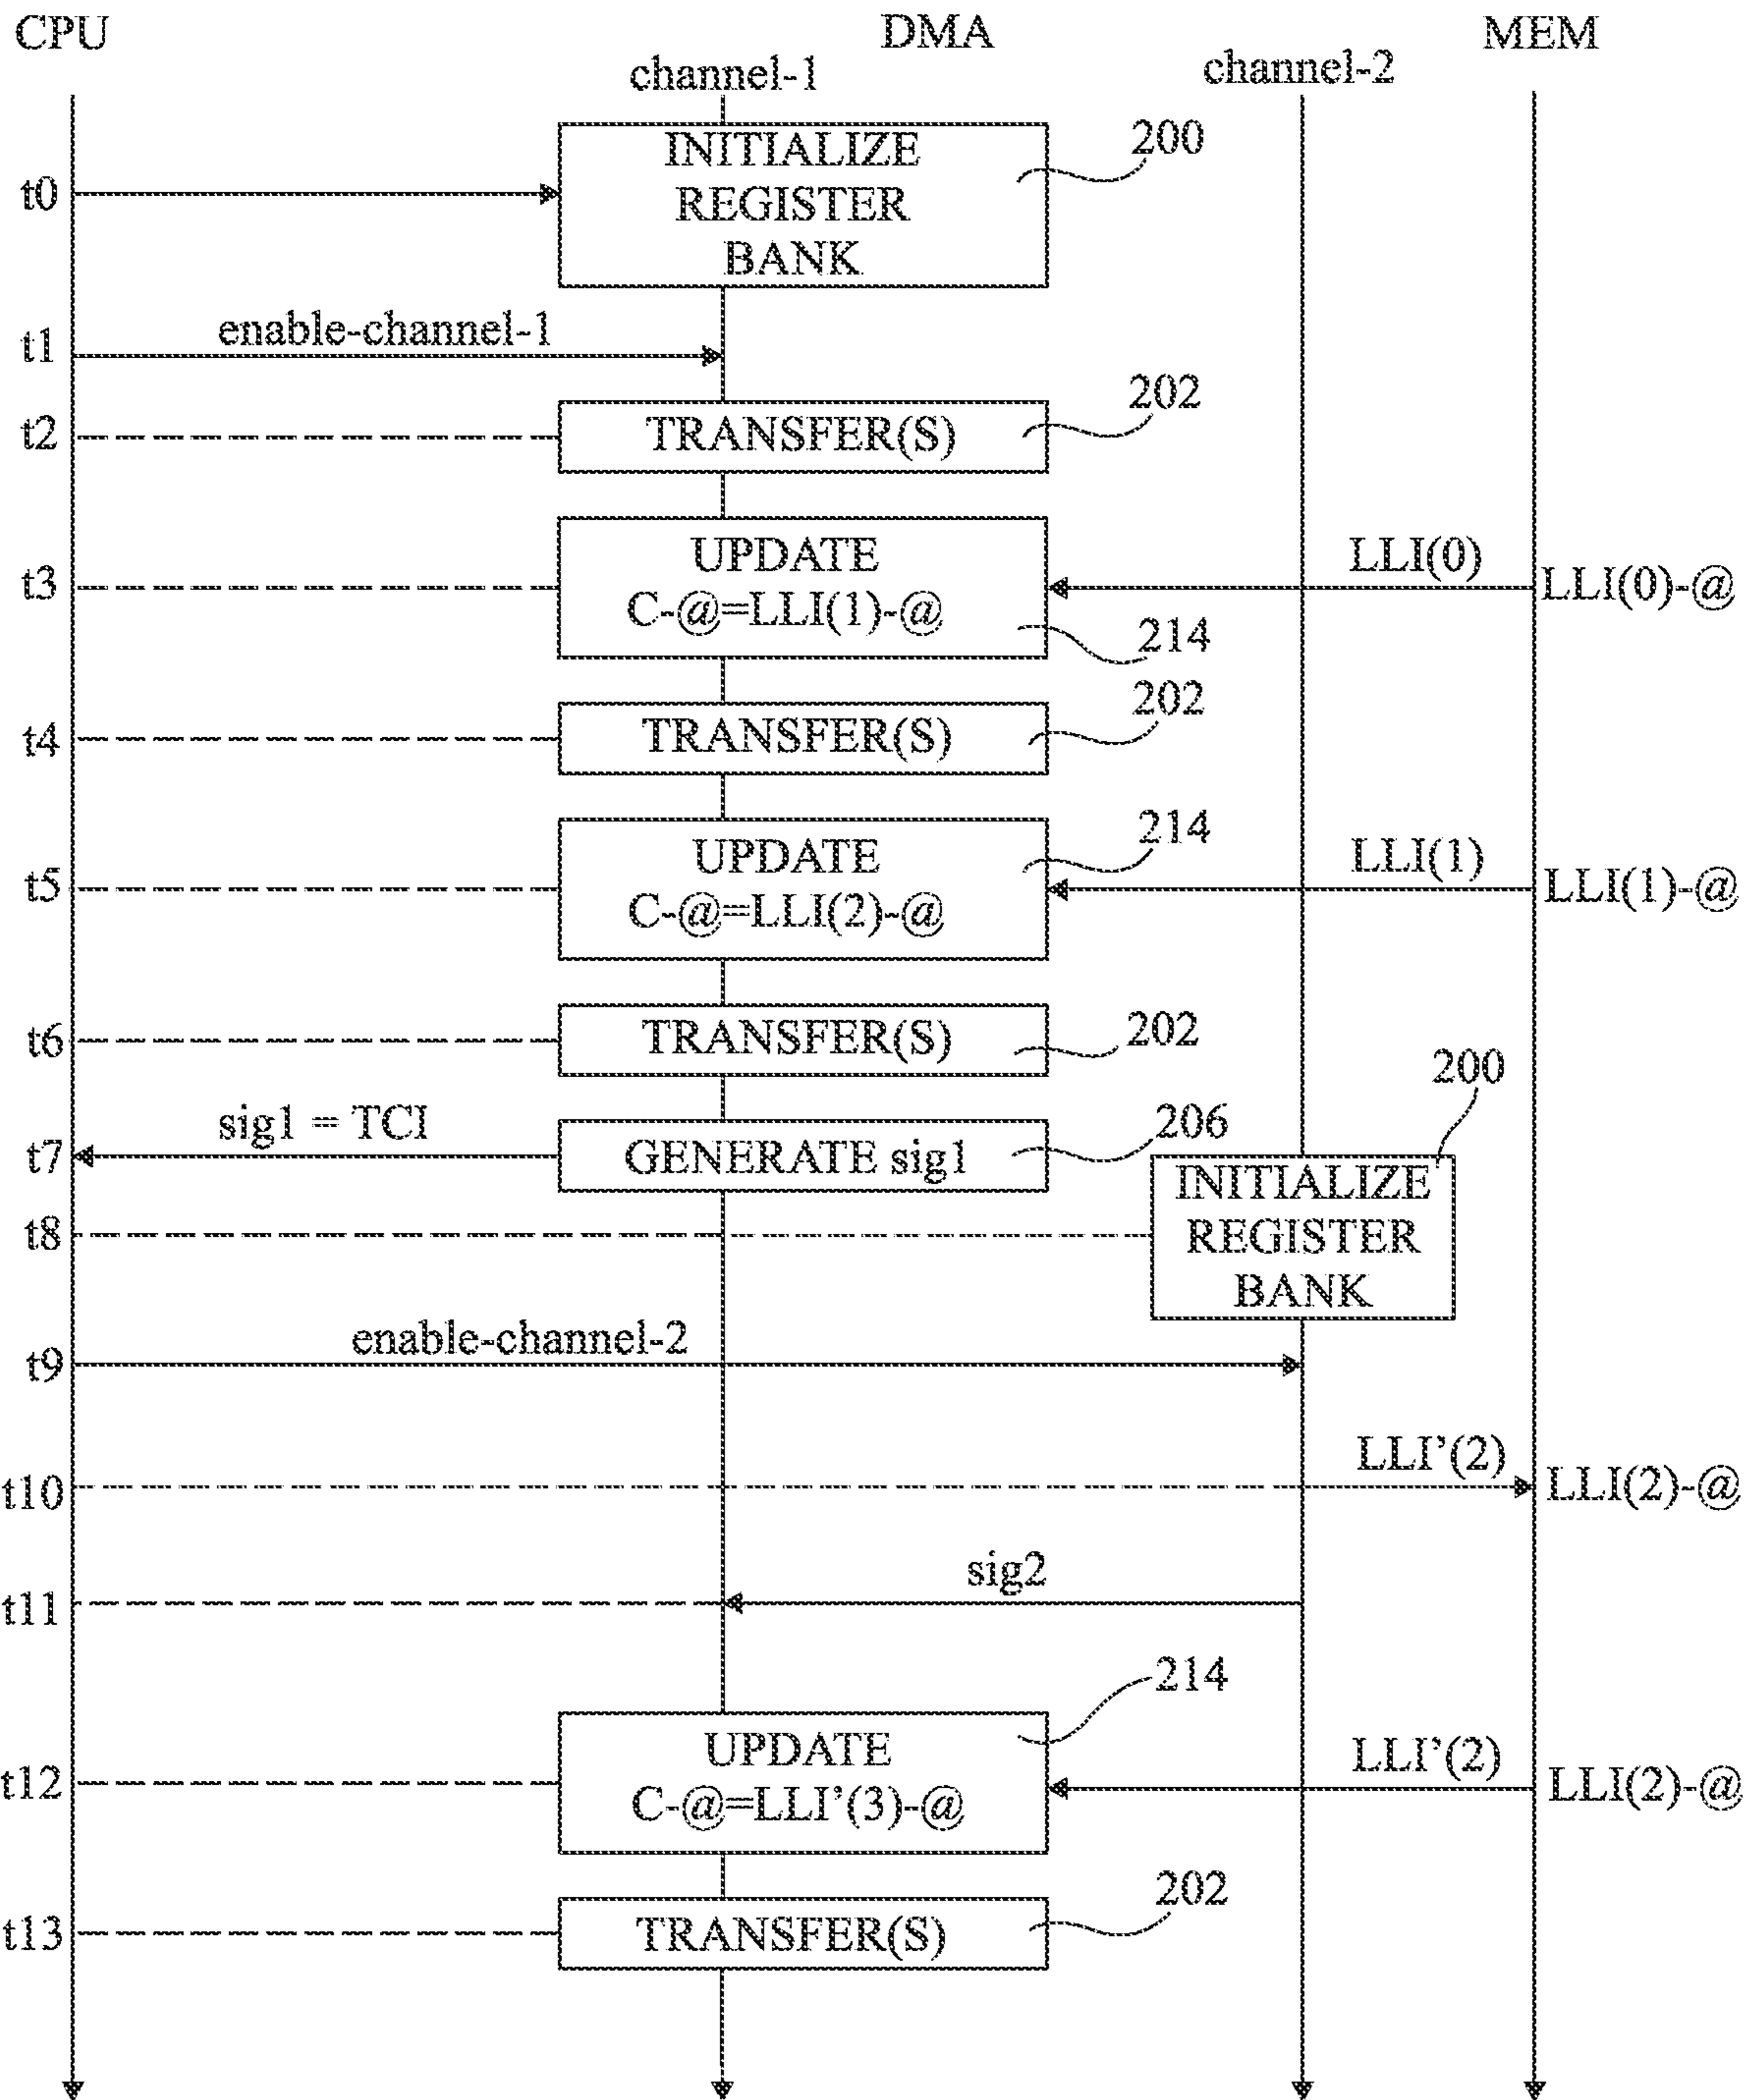 CPU
DMA
MEM
channel-1
channel-2
INITIALIZE
REGISTER
BANK
200
t0
t1
enable-channel-1
t2
TRANSFER(S)
202
t3
UPDATE
C-@=LLI(1)-@
214
LLI(0)
LLI(0)-@
t4
TRANSFER(S)
202
t5
UPDATE
C-@=LLI(2)-@
214
LLI(1)
LLI(1)-@
t6
TRANSFER(S)
202
200
t7
sig1 = TCI
GENERATE sig1
206
t8
INITIALIZE
REGISTER
BANK
t9
enable-channel-2
t10
LLI'(2)
LLI(2)-@
t11
sig2
t12
UPDATE
C-@=LLI'(3)-@
214
LLI'(2)
LLI(2)-@
t13
TRANSFER(S)
202